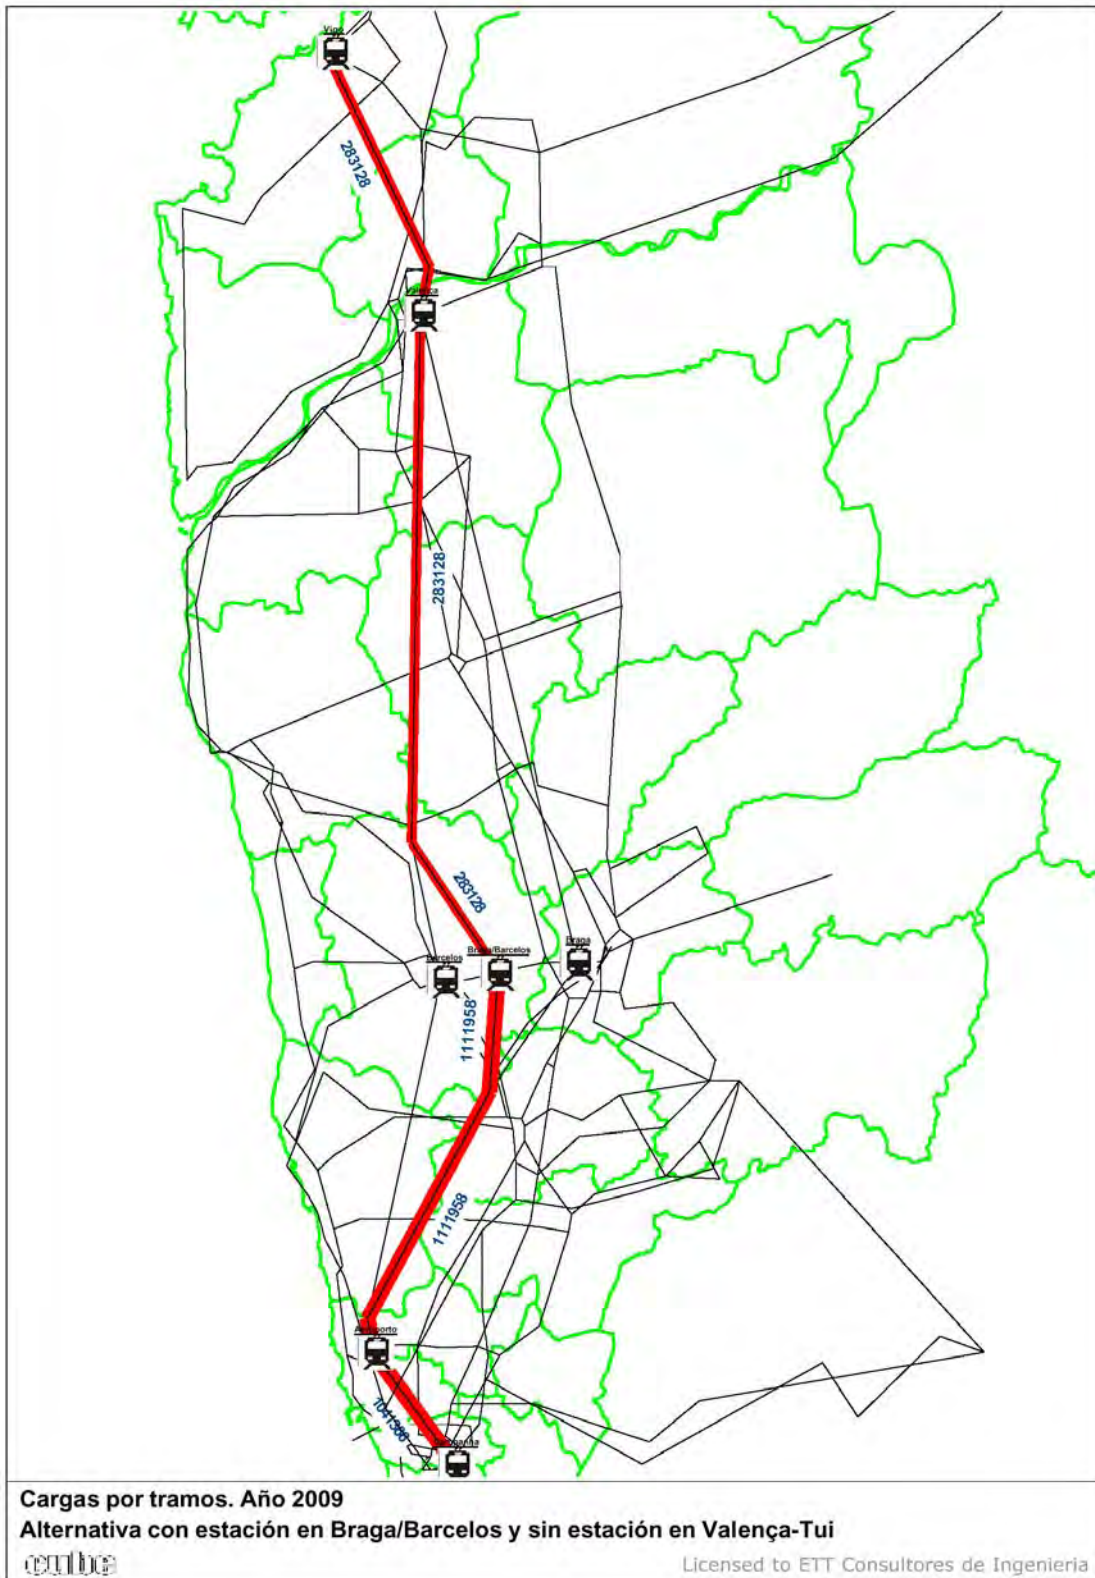 Vigo
283128
Valença
283128
283128
Braga/Barcelos
Braga
Barcelos
1111958
1111958
Aeroporto
Cargas por tramos. Año 2009
Alternativa con estación en Braga/Barcelos y sin estación en Valença-Tui
cube
Licensed to ETT Consultores de Ingenieria